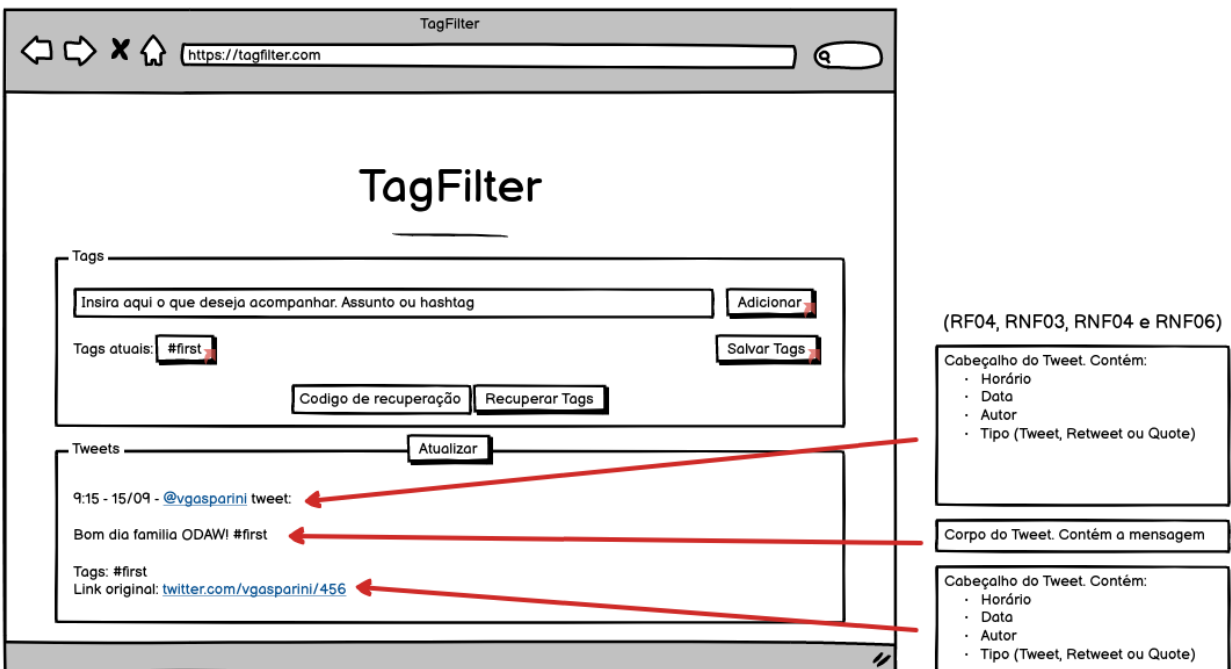 TagFilter
https://tagfilter.com
TagFilter
Tags
Insira aqui o que deseja acompanhar. Assunto ou hashtag
Adicionar
Tags atuais: #first
Salvar Tags
Codigo de recuperação
Recuperar Tags
Tweets
Atualizar
9:15 - 15/09 - @vgasparini tweet:
Bom dia familia ODAW! #first
Tags: #first
Link original: twitter.com/vgasparini/456
(RF04, RNF03, RNF04 e RNF06)
Cabeçalho do Tweet. Contém:
· Horário
· Data
· Autor
· Tipo (Tweet, Retweet ou Quote)
Corpo do Tweet. Contém a mensagem
Cabeçalho do Tweet. Contém:
· Horário
· Data
· Autor
· Tipo (Tweet, Retweet ou Quote)